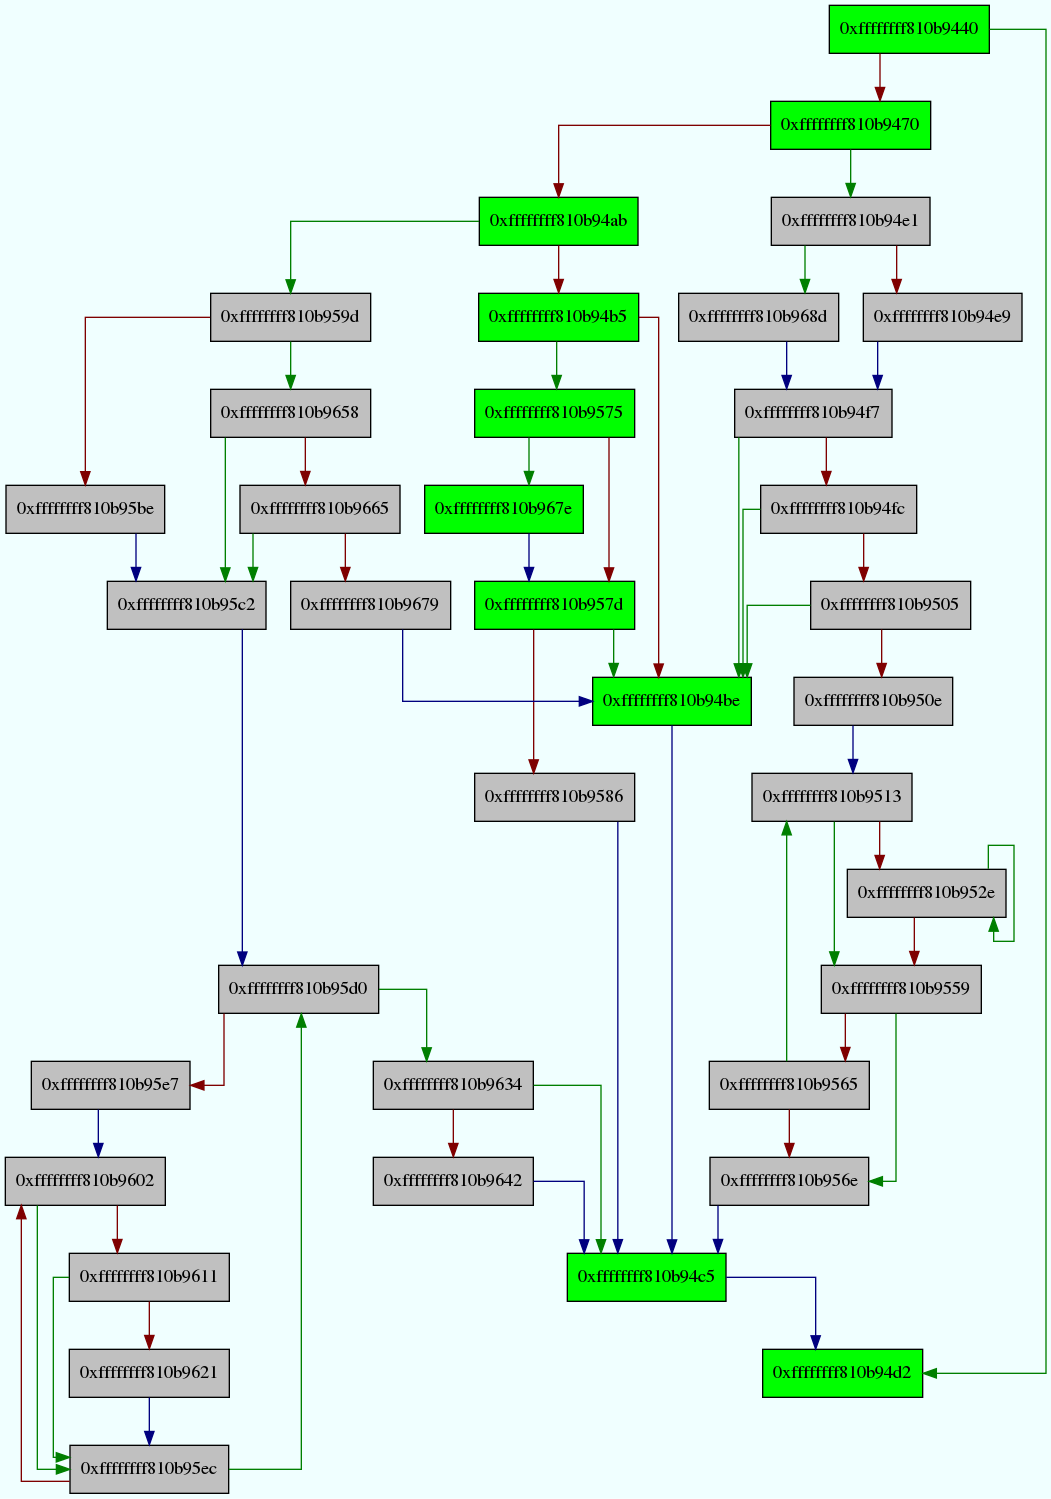 0xffffffff810b9440
0xffffffff810b9470
0xffffffff810b94ab
0xffffffff810b94e1
0xffffffff810b959d
0xffffffff810b94b5
0xffffffff810b968d
0xffffffff810b94e9
0xffffffff810b9658
0xffffffff810b9575
0xffffffff810b94f7
0xffffffff810b95be
0xffffffff810b9665
0xffffffff810b967e
0xffffffff810b94fc
0xffffffff810b95c2
0xffffffff810b9679
0xffffffff810b957d
0xffffffff810b9505
0xffffffff810b94be
0xffffffff810b950e
0xffffffff810b9586
0xffffffff810b9513
0xffffffff810b952e
0xffffffff810b95d0
0xffffffff810b9559
0xffffffff810b95e7
0xffffffff810b9634
0xffffffff810b9565
0xffffffff810b9602
0xffffffff810b9642
0xffffffff810b956e
0xffffffff810b9611
0xffffffff810b94c5
0xffffffff810b9621
0xffffffff810b94d2
0xffffffff810b95ec